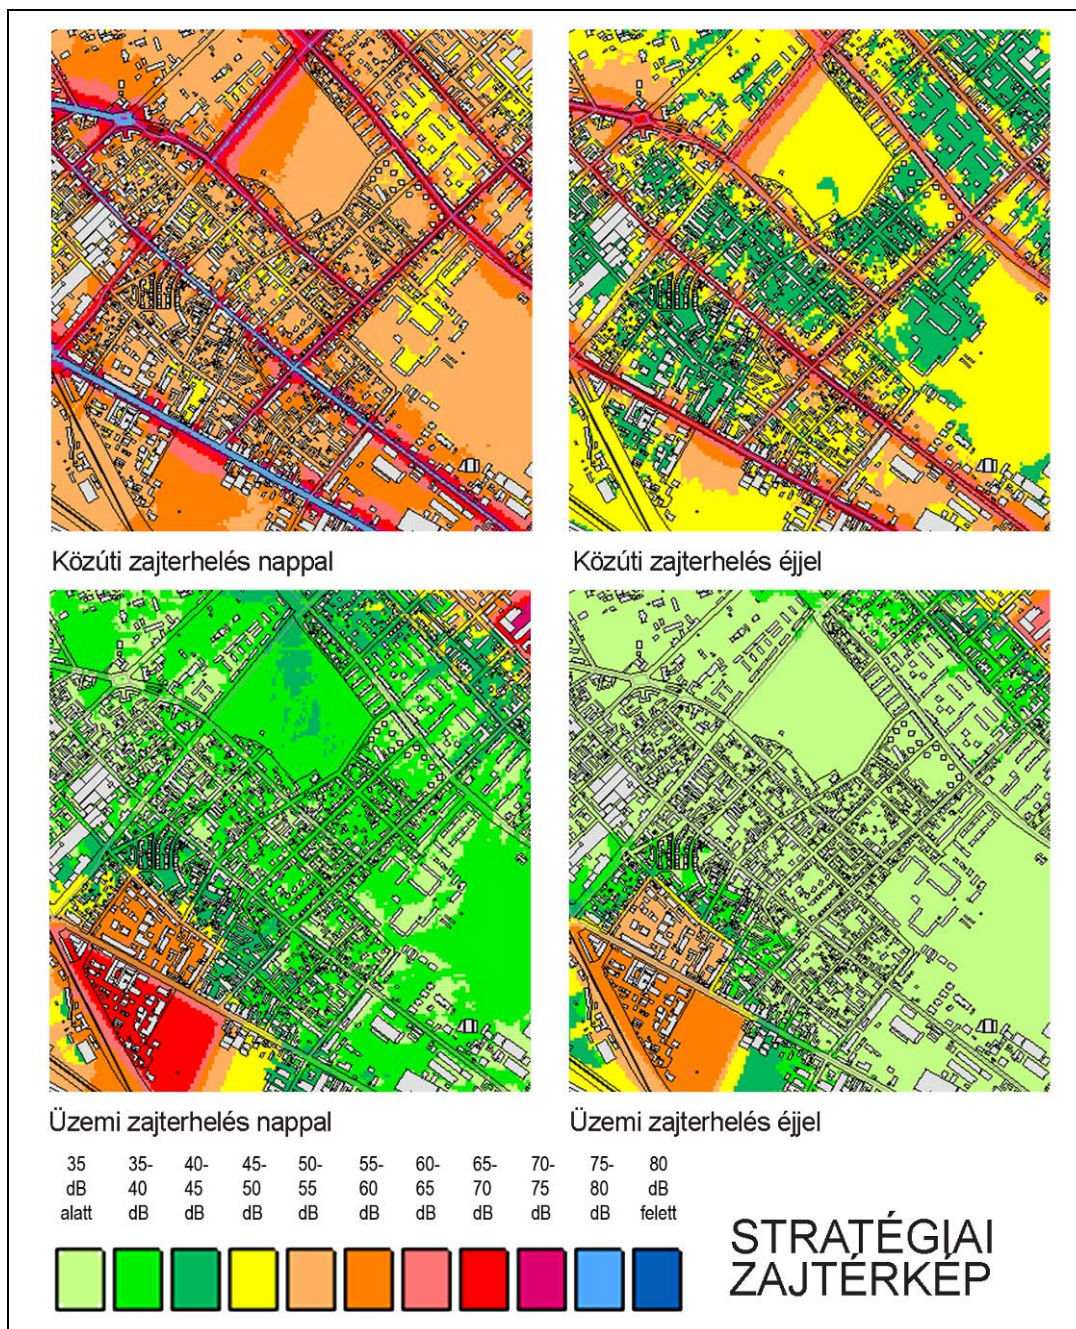 Közúti zajterhelés nappal
Közúti zajterhelés éjjel
Üzemi zajterhelés nappal
Üzemi zajterhelés éjjel
35 35- 40- 45- 50- 55- 60- 65- 70- 75- 80
dB 40 45 50 55 60 65 70 75 80 dB
alatt dB dB dB dB dB dB dB dB dB felett
STRATÉGIAI
ZAJTÉRKÉP